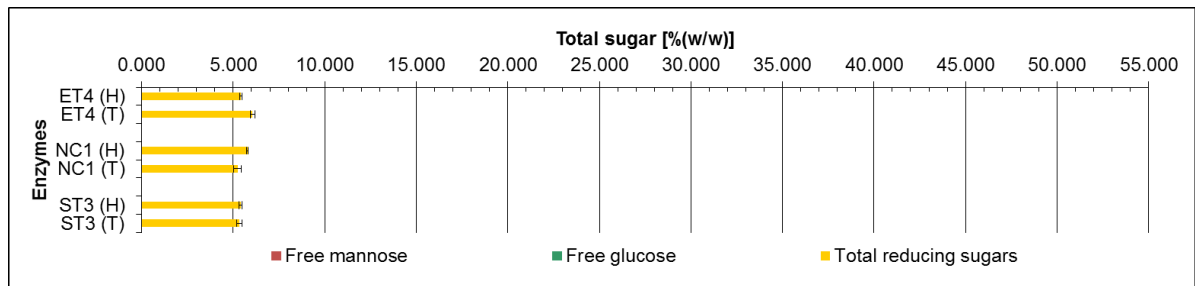 Total sugar [%(w/w)]
0.000 5.000 10.000 15.000 20.000 25.000 30.000 35.000 40.000 45.000 50.000 55.000
Enzymes
ET4 (H)
ET4 (T)
NC1 (H)
NC1 (T)
ST3 (H)
ST3 (T)
Free mannose Free glucose Total reducing sugars